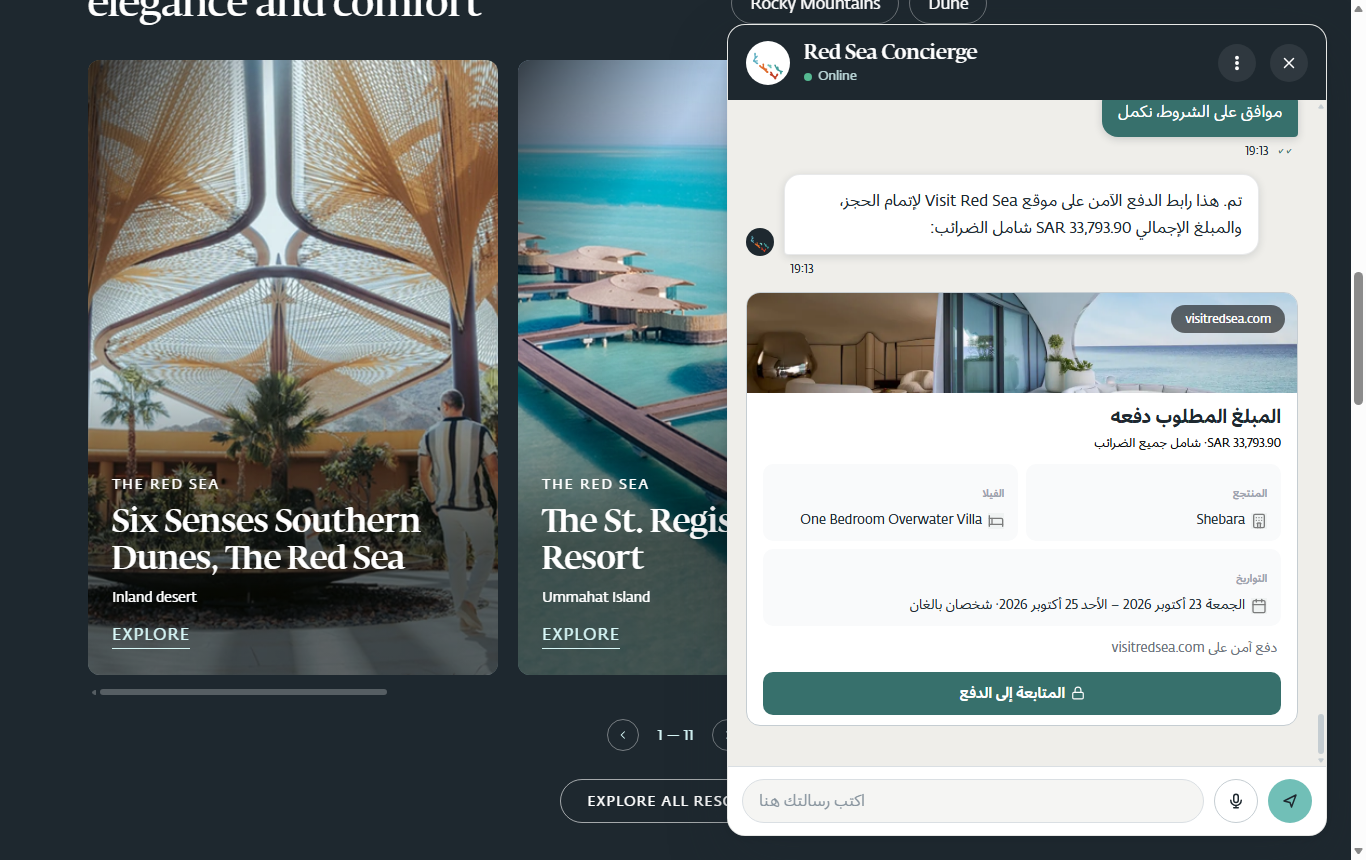 elegance and comfort
Rocky Mountains
Dune
THE RED SEA
Six Senses Southern
Dunes, The Red Sea
Inland desert
EXPLORE
THE RED SEA
The St. Regis
Resort
Ummahat Island
EXPLORE
1 — 11
EXPLORE ALL RESO
Red Sea Concierge
Online
موافق على الشروط، نكمل
19:13
تم. هذا رابط الدفع الآمن على موقع Visit Red Sea لإتمام الحجز،
والمبلغ الإجمالي SAR 33,793.90 شامل الضرائب:
19:13
visitredsea.com
المبلغ المطلوب دفعه
SAR 33,793.90· شامل جميع الضرائب
المنتجع
Shebara
الفيلا
One Bedroom Overwater Villa
التواريخ
الجمعة 23 أكتوبر 2026 – الأحد 25 أكتوبر 2026· شخصان بالغان
دفع آمن على visitredsea.com
المتابعة إلى الدفع
اكتب رسالتك هنا